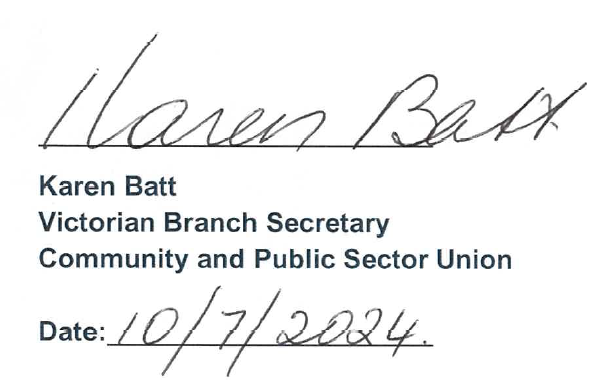 Karen Batt
Karen Batt
Victorian Branch Secretary
Community and Public Sector Union
Date: 10/7/2024.